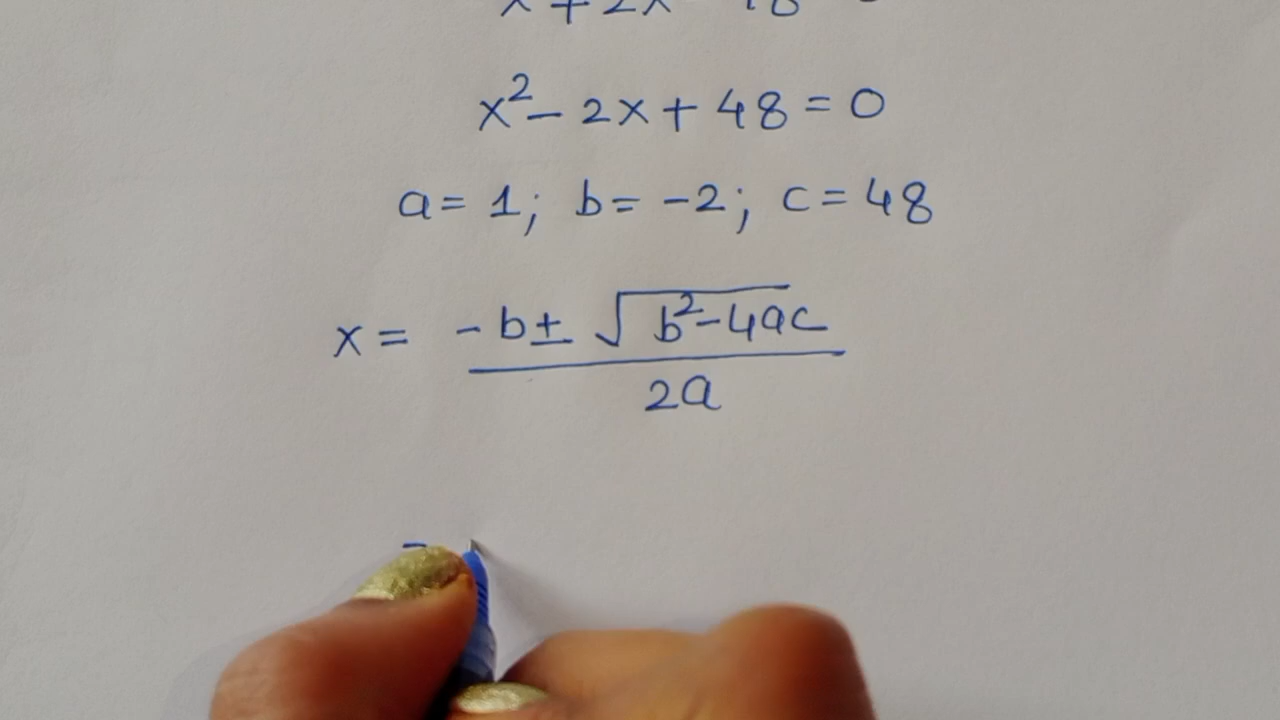 x² - 2x + 48 = 0
a = 1; b = -2; c = 48
x = -b ± √(b² - 4ac) / 2a
=